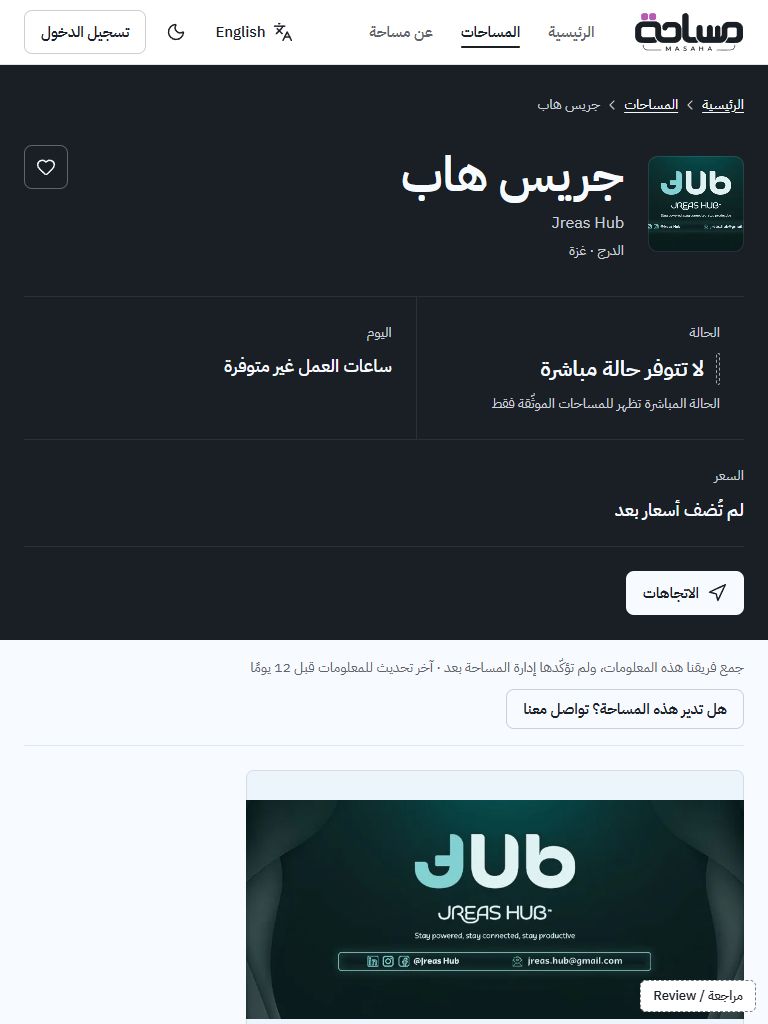 مساحة
MASAHA
الرئيسية
المساحات
عن مساحة
English
تسجيل الدخول
الرئيسية
المساحات
جريس هاب
JUb
JREAS HUB
جريس هاب
Jreas Hub
الدرج · غزة
الحالة
لا تتوفر حالة مباشرة
الحالة المباشرة تظهر للمساحات الموثّقة فقط
اليوم
ساعات العمل غير متوفرة
السعر
لم تُضف أسعار بعد
الاتجاهات
جمع فريقنا هذه المعلومات، ولم تؤكّدها إدارة المساحة بعد · آخر تحديث للمعلومات قبل 12 يومًا
هل تدير هذه المساحة؟ تواصل معنا
JUb
JREAS HUB™
Stay powered, stay connected, stay productive
@Jreas Hub
jreas.hub@gmail.com
مراجعة / Review